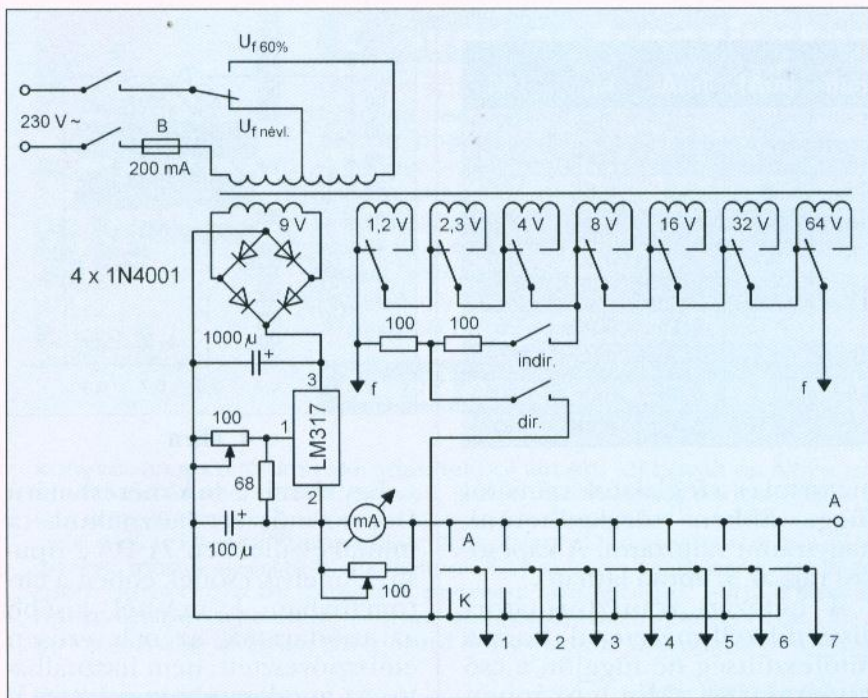 U f 60%
230 V ~
B
U f névl.
200 mA
9 V
1,2 V
2,3 V
4 V
8 V
16 V
32 V
64 V
4 x 1N4001
100
100
1000 µ
+
indir.
3
f
f
100
1
LM317
dir.
68
2
mA
A
A
100 µ
+
100
K
1
2
3
4
5
6
7